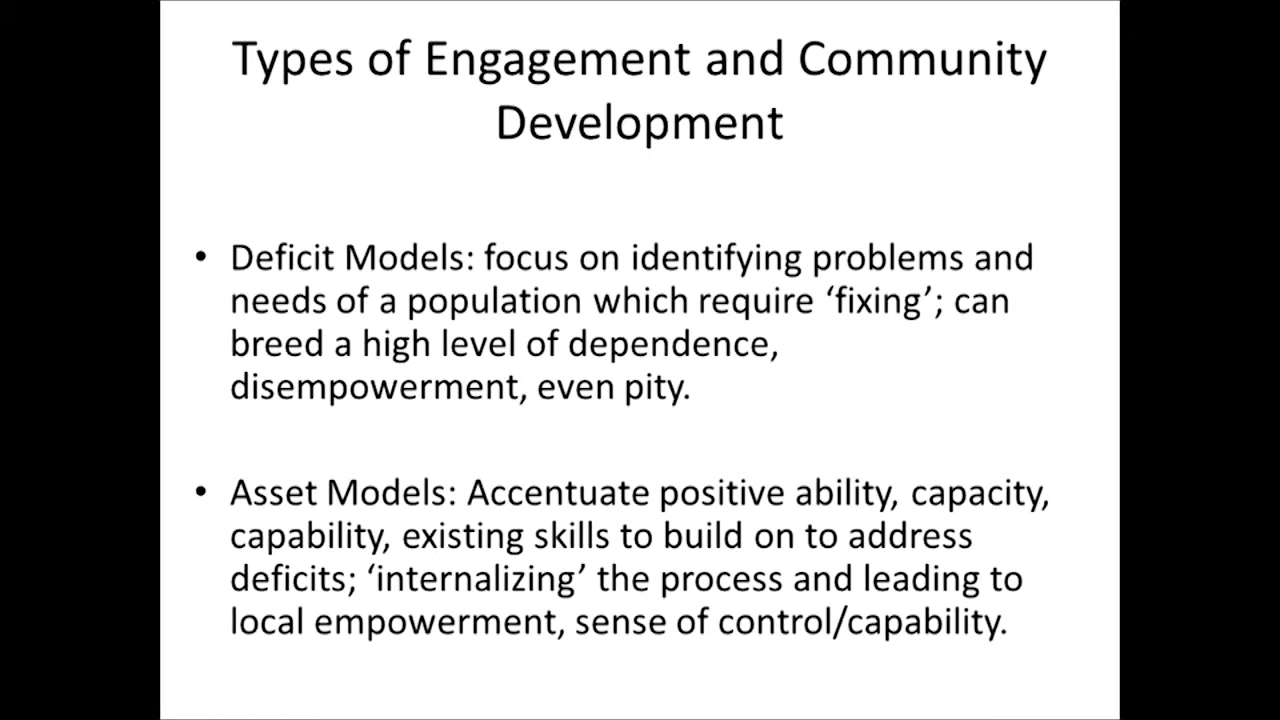 Types of Engagement and Community
Development
• Deficit Models: focus on identifying problems and
needs of a population which require ‘fixing’; can
breed a high level of dependence,
disempowerment, even pity.
• Asset Models: Accentuate positive ability, capacity,
capability, existing skills to build on to address
deficits; ‘internalizing’ the process and leading to
local empowerment, sense of control/capability.